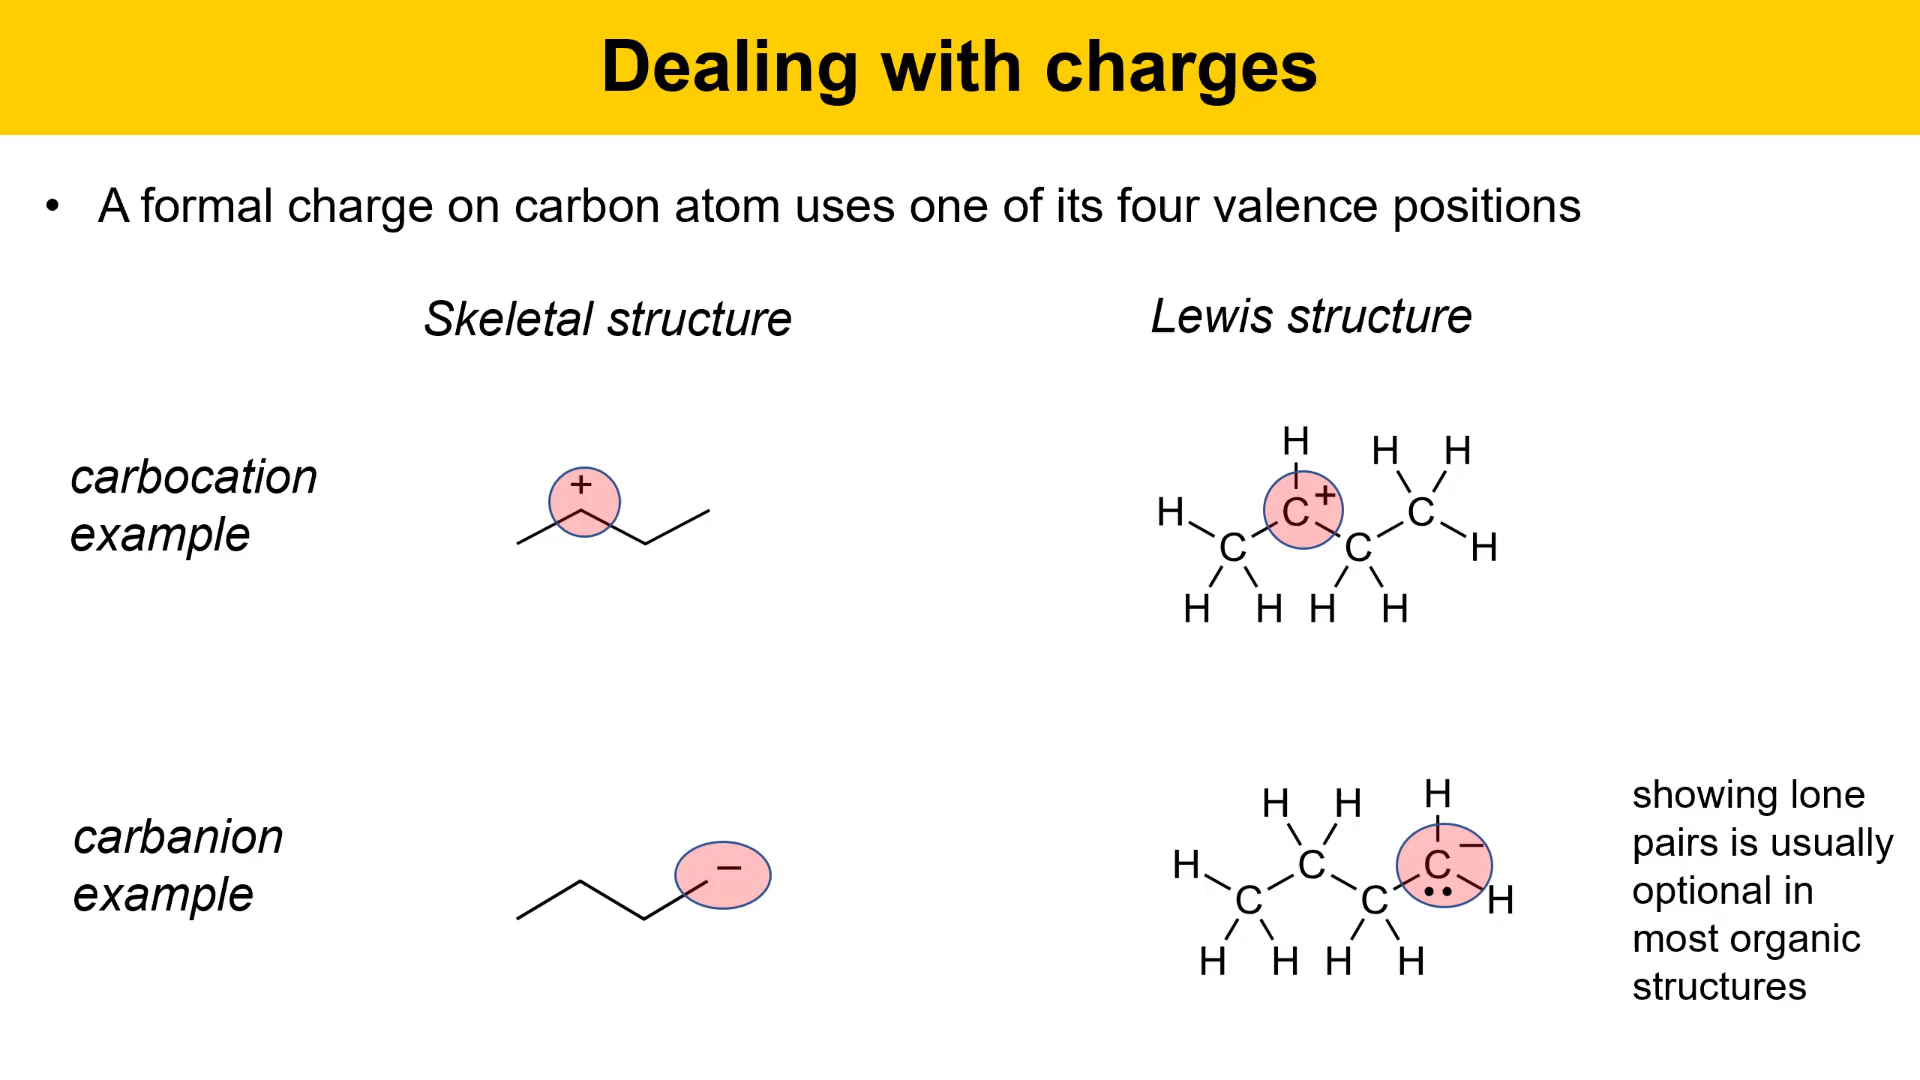 Dealing with charges
• A formal charge on carbon atom uses one of its four valence positions
Skeletal structure
Lewis structure
carbocation
example
+
H
H H
H C + C
C C H
H H H H
carbanion
example
−
H H H
H C C −
C C •• H
H H H H
showing lone
pairs is usually
optional in
most organic
structures